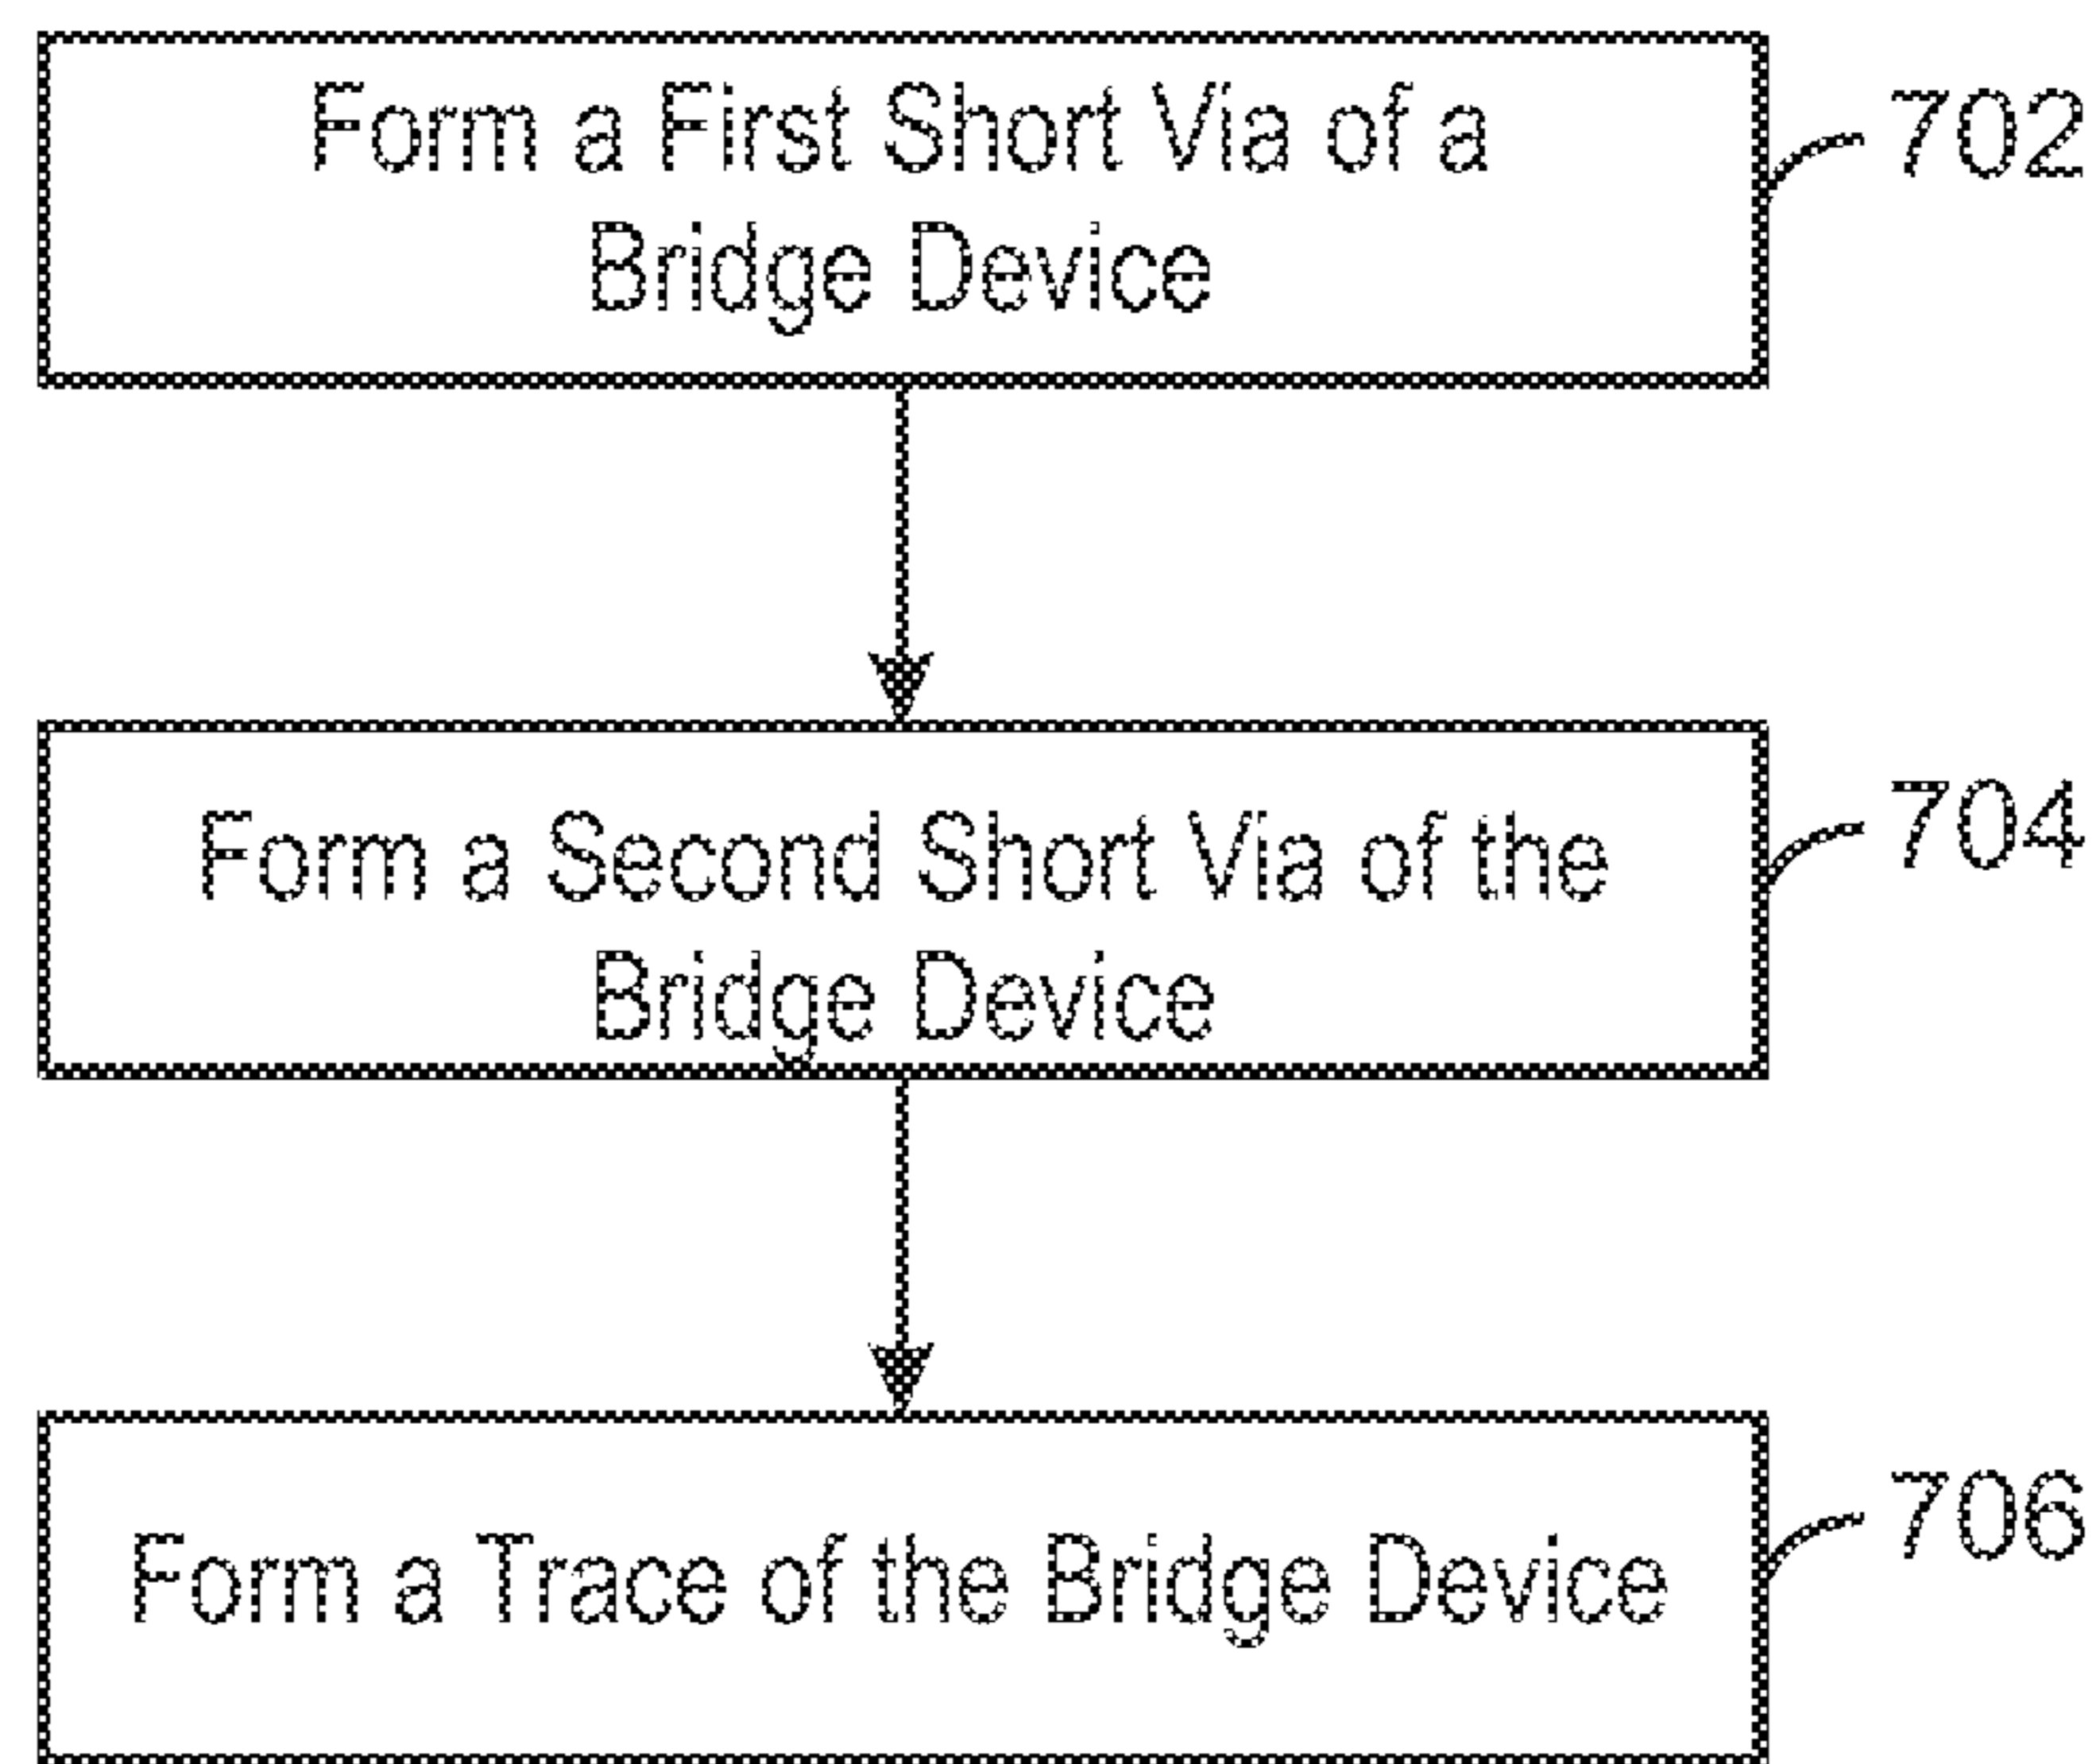 Form a First Short Via of a
Bridge Device
702
Form a Second Short Via of the
Bridge Device
704
Form a Trace of the Bridge Device
706